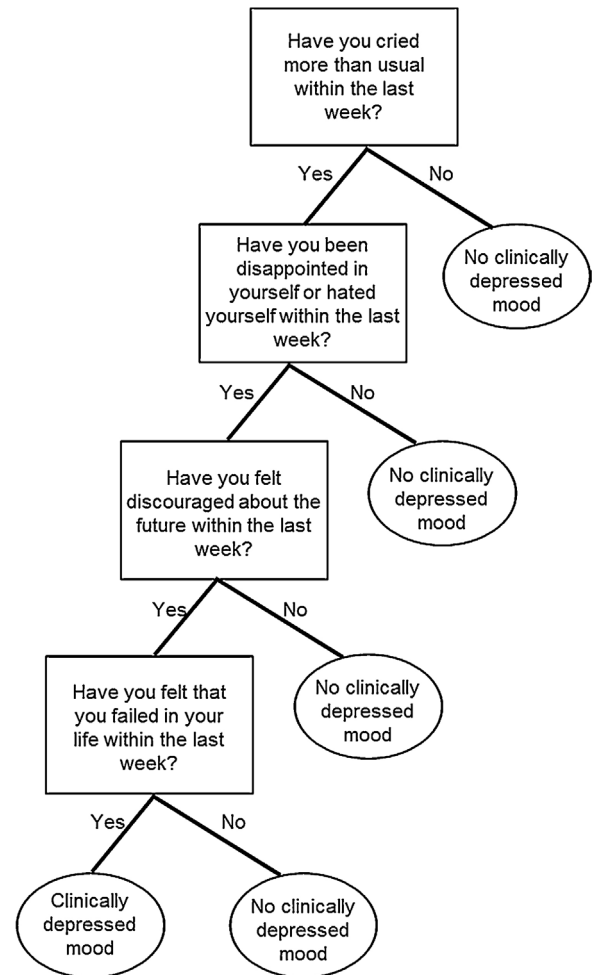 Have you cried
more than usual
within the last
week?
Yes
No
Have you been
disappointed in
yourself or hated
yourself within the last
week?
No clinically
depressed
mood
Yes
No
Have you felt
discouraged about the
future within the last
week?
No clinically
depressed
mood
Yes
No
Have you felt that
you failed in your
life within the last
week?
No clinically
depressed
mood
Yes
No
Clinically
depressed
mood
No clinically
depressed
mood